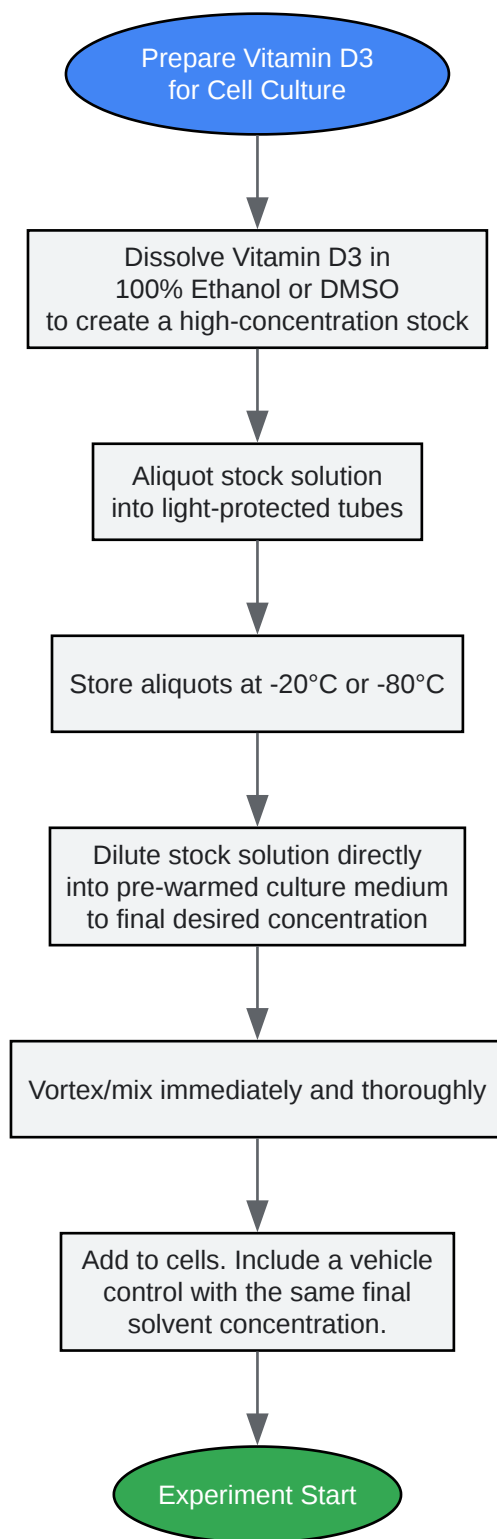 Prepare Vitamin D3
for Cell Culture
Dissolve Vitamin D3 in
100% Ethanol or DMSO
to create a high-concentration stock
Aliquot stock solution
into light-protected tubes
Store aliquots at -20°C or -80°C
Dilute stock solution directly
into pre-warmed culture medium
to final desired concentration
Vortex/mix immediately and thoroughly
Add to cells. Include a vehicle
control with the same final
solvent concentration.
Experiment Start